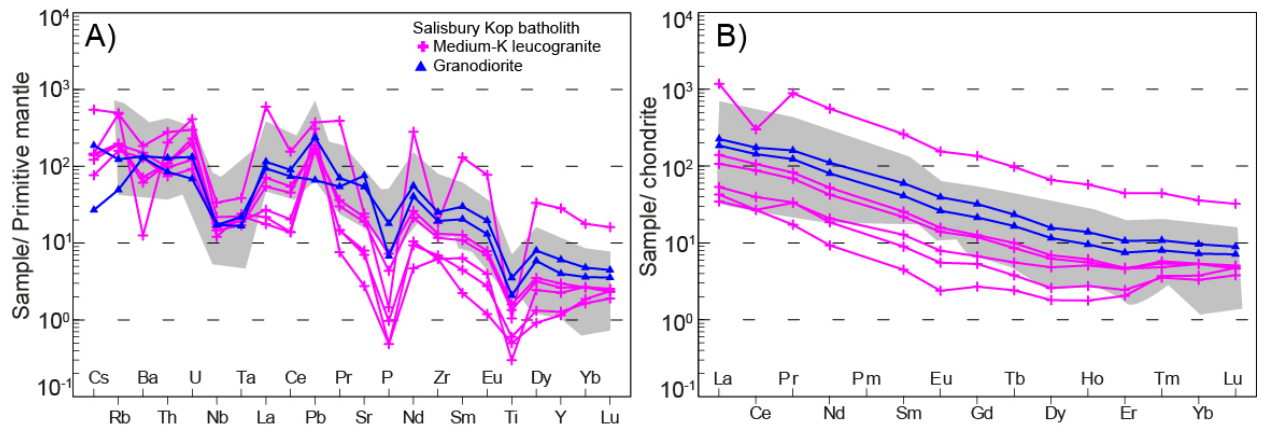 A)
Salisbury Kop batholith
Medium-K leucogranite
Granodiorite
Sample/ Primitive mantle
10^4
10^3
10^2
10^1
10^0
10^-1
Cs Ba U Ta Ce Pr P Zr Eu Dy Yb
Rb Th Nb La Pb Sr Nd Sm Ti Y Lu
B)
Sample/ chondrite
10^4
10^3
10^2
10^1
10^0
10^-1
La Pr Pm Eu Tb Ho Tm Lu
Ce Nd Sm Gd Dy Er Yb